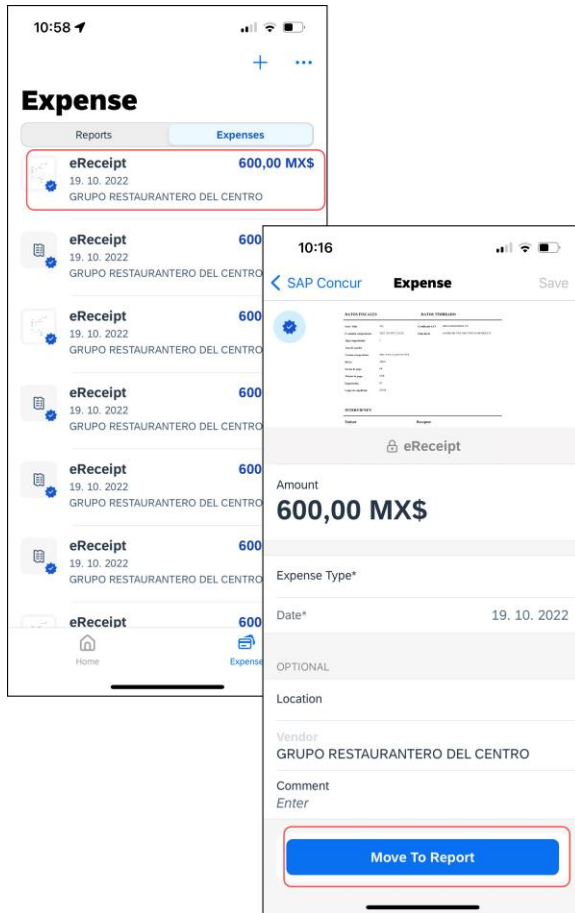 10:58
Expense
Reports Expenses
eReceipt 600,00 MX$
19. 10. 2022
GRUPO RESTAURANTERO DEL CENTRO
eReceipt 600
19. 10. 2022
GRUPO RESTAURANTERO DEL CENTRO
eReceipt 600
19. 10. 2022
GRUPO RESTAURANTERO DEL CENTRO
eReceipt 600
19. 10. 2022
GRUPO RESTAURANTERO DEL CENTRO
eReceipt 600
19. 10. 2022
GRUPO RESTAURANTERO DEL CENTRO
eReceipt 600
19. 10. 2022
GRUPO RESTAURANTERO DEL CENTRO
eReceipt 600
Home Expense
10:16
SAP Concur Expense Save
DATOS FISCALES DATOS TIMBRADO
eReceipt
Amount
600,00 MX$
Expense Type*
Date* 19. 10. 2022
OPTIONAL
Location
Vendor
GRUPO RESTAURANTERO DEL CENTRO
Comment
Enter
Move To Report